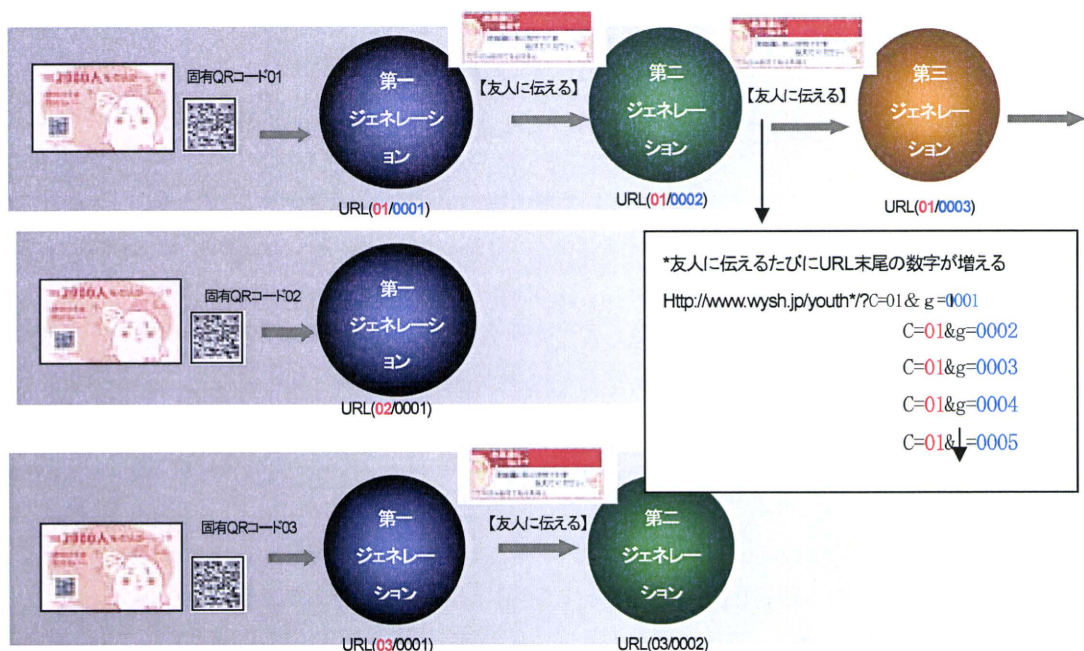 固有QRコード01
第一
ジェネレーシ
ョン
URL(01/0001)
【友人に伝える】
第二
ジェネレー
ション
URL(01/0002)
【友人に伝える】
第三
ジェネレー
ション
URL(01/0003)
*友人に伝えるたびにURL末尾の数字が増える
Http://www.wysh.jp/youth*/?C=01& g =0001
C=01&g=0002
C=01&g=0003
C=01&g=0004
C=01& =0005
固有QRコード02
第一
ジェネレーシ
ョン
URL(02/0001)
固有QRコード03
第一
ジェネレー
ション
URL(03/0001)
【友人に伝える】
第二
ジェネレー
ション
URL(03/0002)